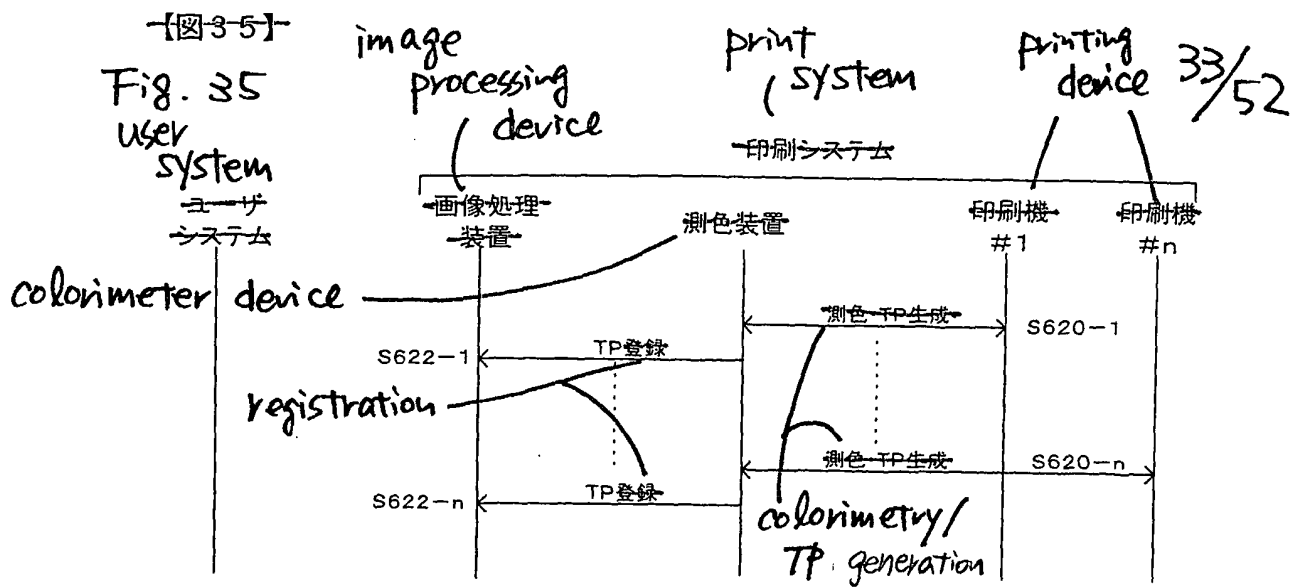 【図35】
Fig. 35
33/52
user
system
image
processing
device
print
system
printing
device
印刷システム
ユーザ
システム
画像処理
装置
測色装置
印刷機
#1
印刷機
#n
colorimeter device
測色・TP生成
S620-1
S622-1
TP登録
registration
測色・TP生成
S620-n
S622-n
TP登録
colorimetry/
TP generation